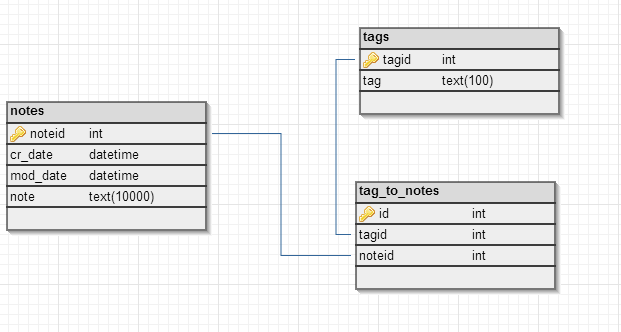 tags
tagid int
tag text(100)
notes
noteid int
cr_date datetime
mod_date datetime
note text(10000)
tag_to_notes
id int
tagid int
noteid int